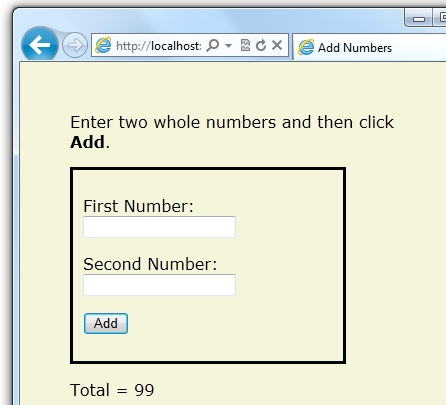 http://localhost:
Add Numbers
Enter two whole numbers and then click
Add.
First Number:
Second Number:
Add
Total = 99